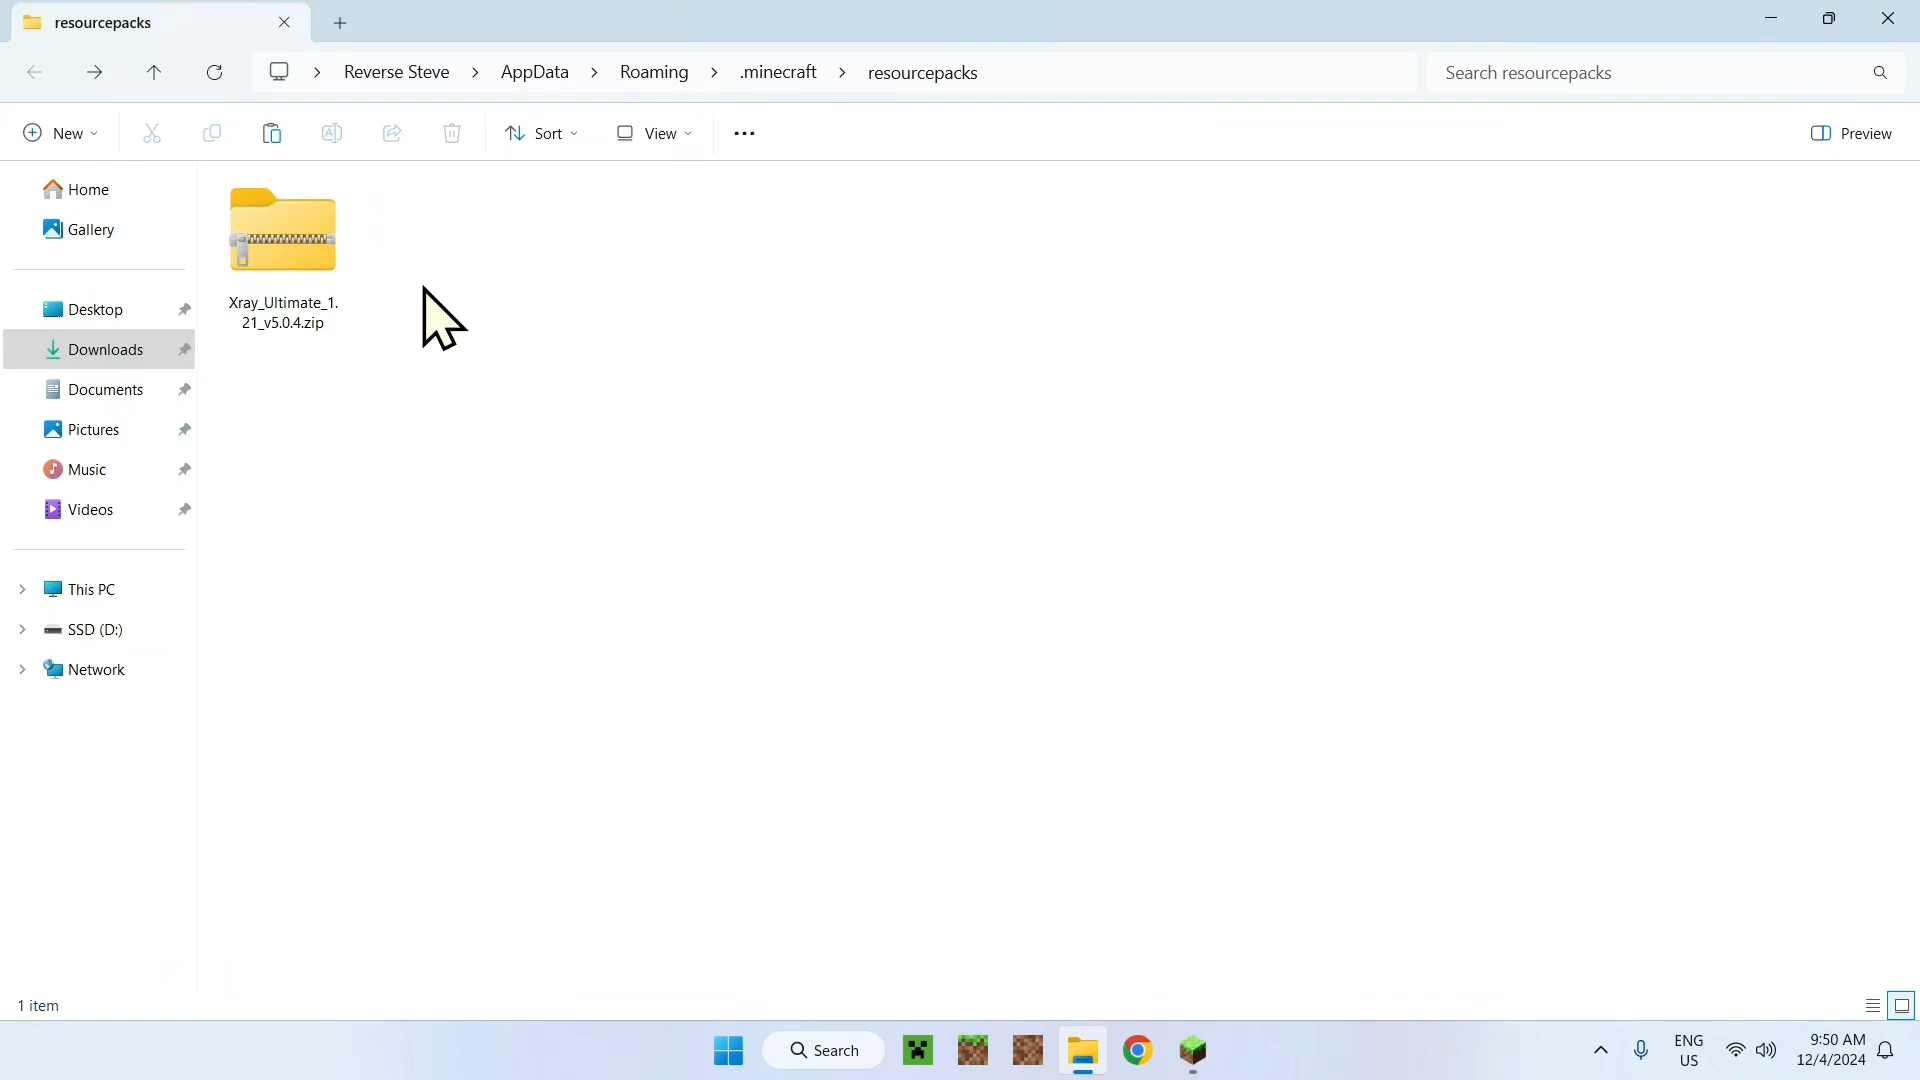 resourcepacks
Reverse Steve
AppData
Roaming
.minecraft
resourcepacks
Search resourcepacks
New
Sort
View
Preview
Home
Gallery
Desktop
Downloads
Documents
Pictures
Music
Videos
This PC
SSD (D:)
Network
Xray_Ultimate_1.
21_v5.0.4.zip
1 item
Search
ENG
US
9:50 AM
12/4/2024